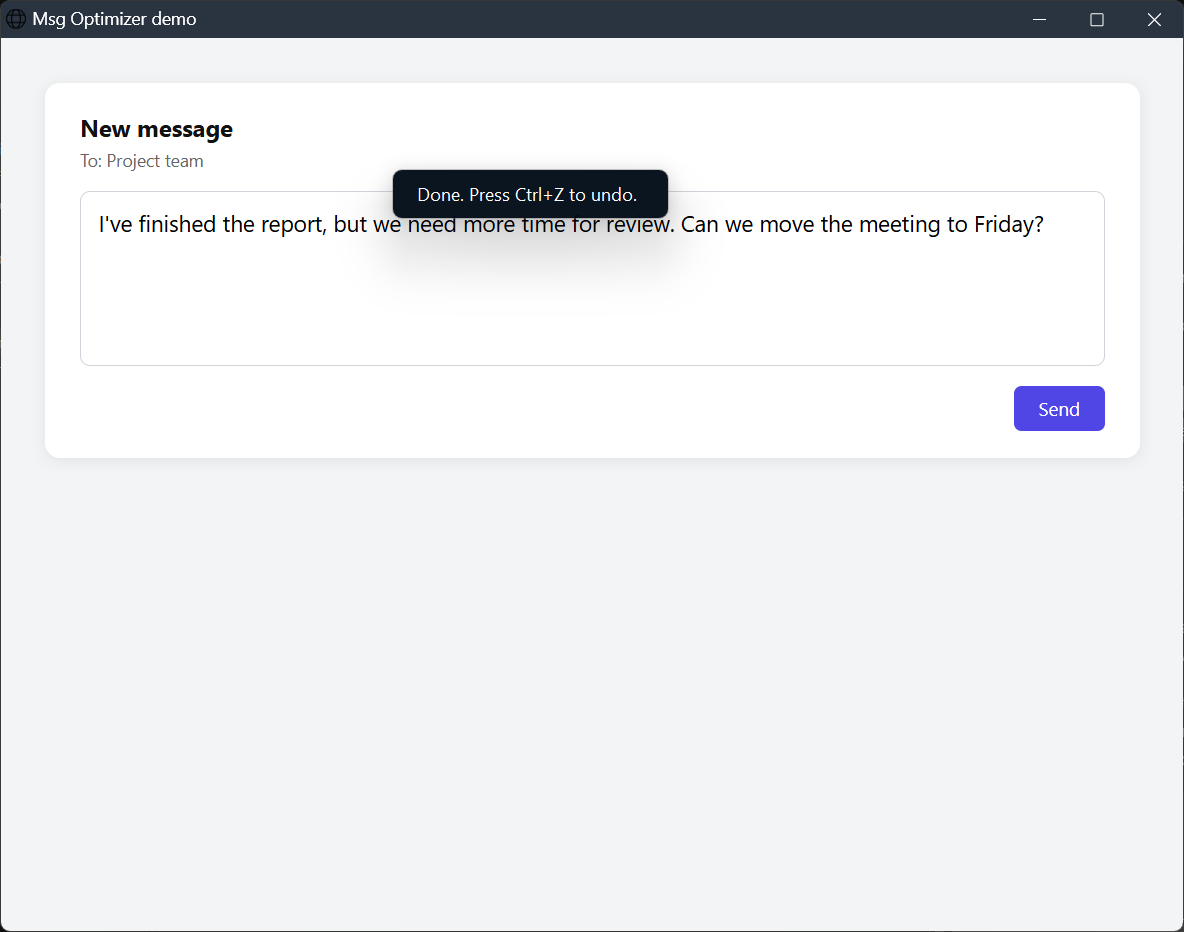 Msg Optimizer demo
New message
To: Project team
Done. Press Ctrl+Z to undo.
I've finished the report, but we need more time for review. Can we move the meeting to Friday?
Send